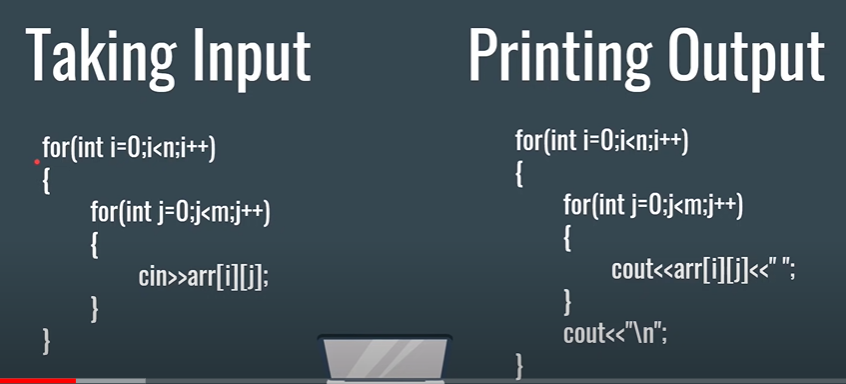 Taking Input
for(int i=0;i<n;i++)
{
for(int j=0;j<m;j++)
{
cin>>arr[i][j];
}
}
Printing Output
for(int i=0;i<n;i++)
{
for(int j=0;j<m;j++)
{
cout<<arr[i][j]<<" ";
}
cout<<"\n";
}